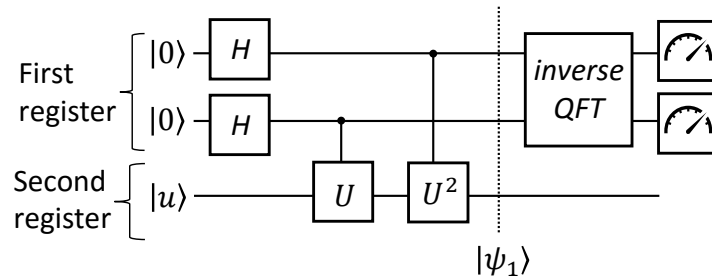 First
register
|0⟩ H
|0⟩ H
inverse
QFT
Second
register
|u⟩ U U²
|ψ₁⟩